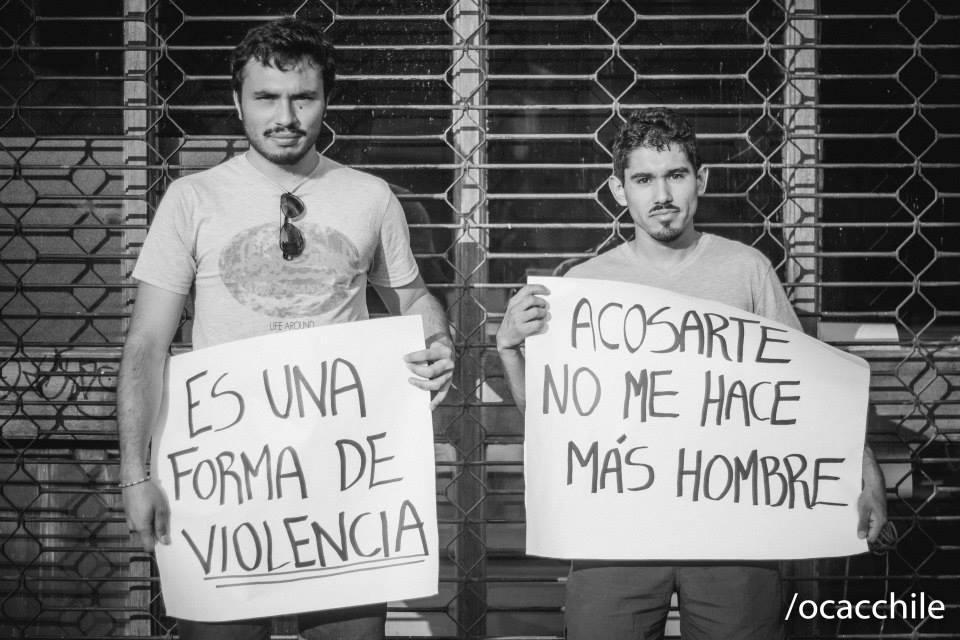 ES UNA
FORMA DE
VIOLENCIA
ACOSARTE
NO ME HACE
MÁS HOMBRE
LIFE AROUND
/ocacchile